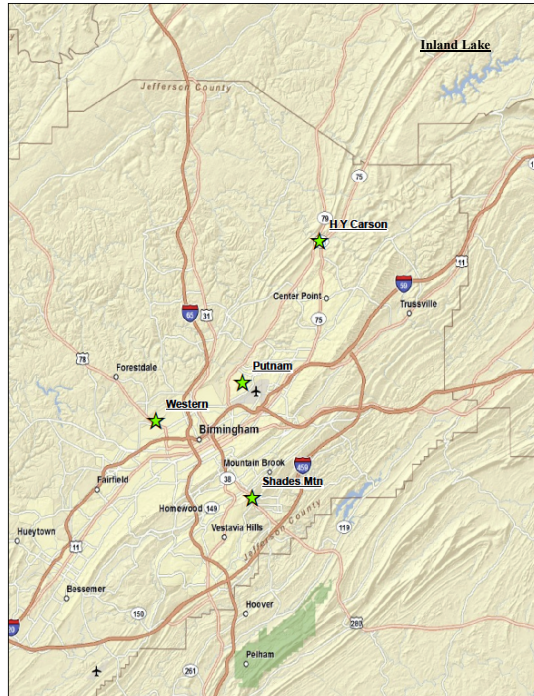 Inland Lake
Jefferson County
75
79
H Y Carson
11
59
Center Point
Trussville
65
31
75
78
Forestdale
Putnam
Western
Birmingham
Mountain Brook
459
38
Shades Mtn
Fairfield
Homewood
149
Jefferson County
119
Vestavia Hills
Hueytown
11
Bessemer
150
Hoover
280
20
261
Pelham